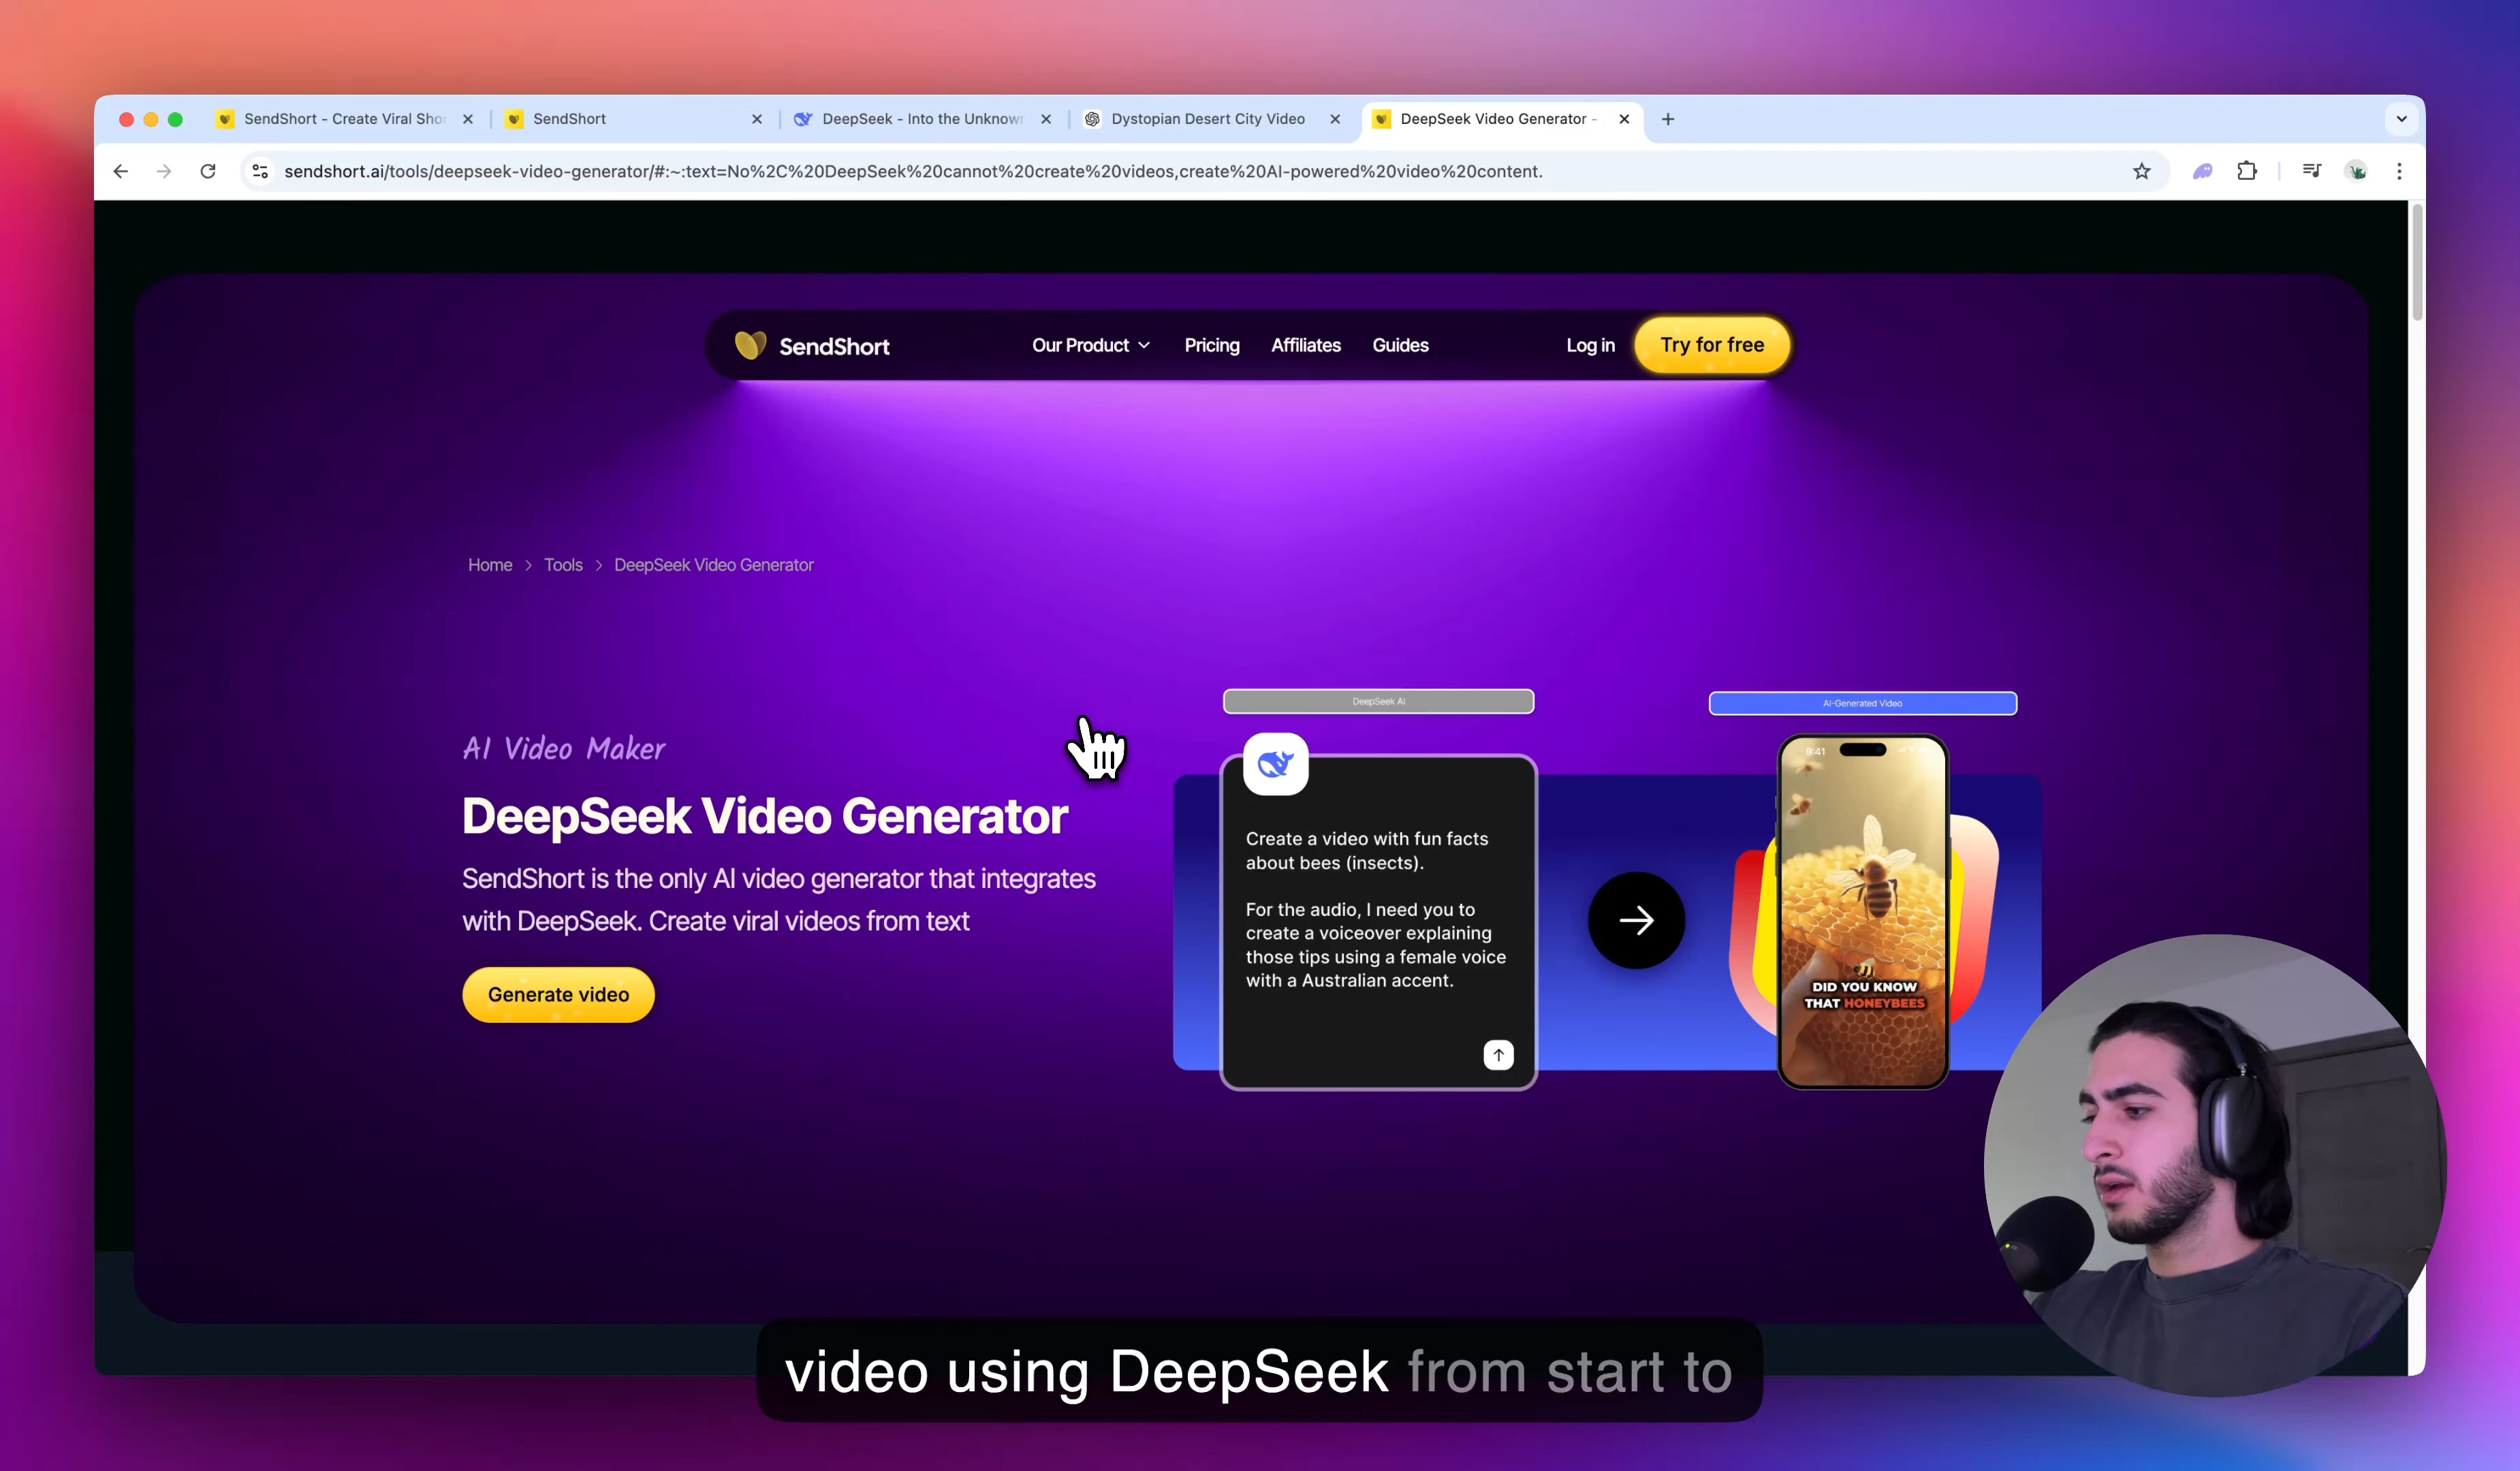 SendShort - Create Viral Shor
SendShort
DeepSeek - Into the Unknown
Dystopian Desert City Video
DeepSeek Video Generator -
sendshort.ai/tools/deepseek-video-generator/#:~:text=No%2C%20DeepSeek%20cannot%20create%20videos,create%20AI-powered%20video%20content.
SendShort
Our Product
Pricing
Affiliates
Guides
Log in
Try for free
Home > Tools > DeepSeek Video Generator
AI Video Maker
DeepSeek Video Generator
SendShort is the only AI video generator that integrates
with DeepSeek. Create viral videos from text
Generate video
DeepSeek AI
Create a video with fun facts
about bees (insects).
For the audio, I need you to
create a voiceover explaining
those tips using a female voice
with a Australian accent.
AI-Generated Video
9:41
DID YOU KNOW
THAT HONEYBEES
video using DeepSeek from start to